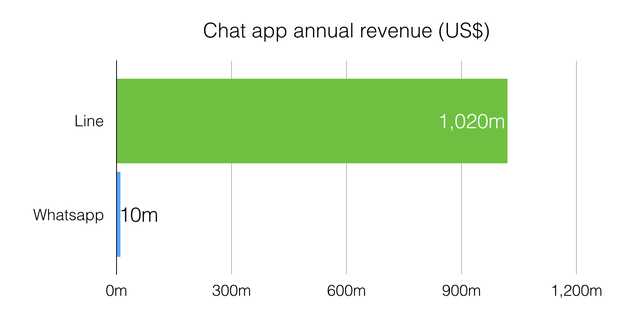 Chat app annual revenue (US$)
Line
1,020m
Whatsapp
10m
0m 300m 600m 900m 1,200m